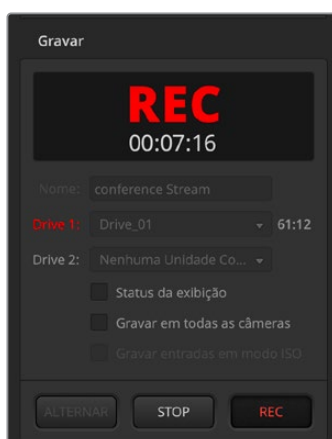 Gravar
REC
00:07:16
Nome: conference Stream
Drive 1: Drive_01 61:12
Drive 2: Nenhuma Unidade Co...
Status da exibição
Gravar em todas as câmeras
Gravar entradas em modo ISO
ALTERNAR STOP REC